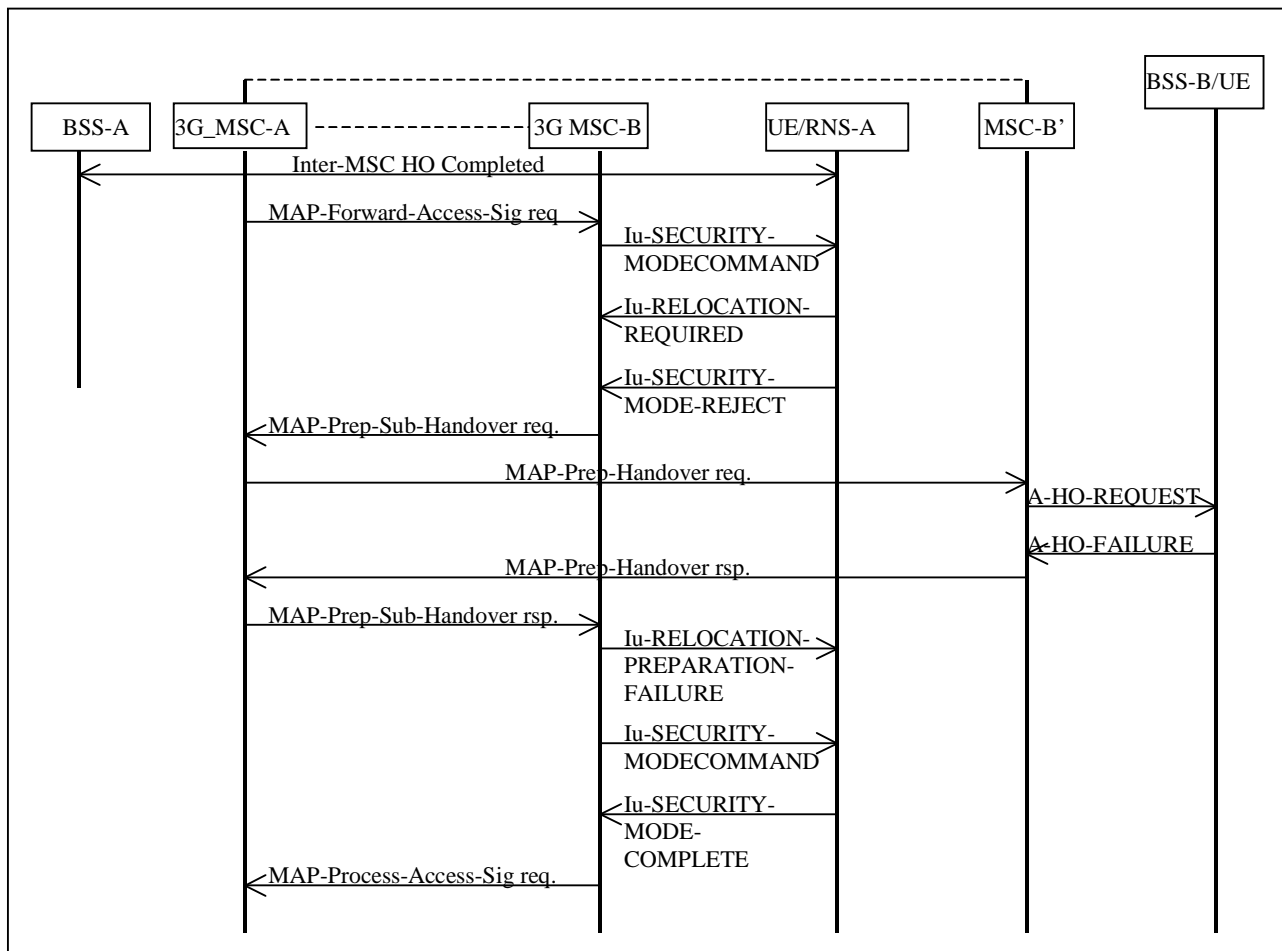 BSS-B/UE
BSS-A
3G_MSC-A
3G MSC-B
UE/RNS-A
MSC-B’
Inter-MSC HO Completed
MAP-Forward-Access-Sig req
Iu-SECURITY-
MODECOMMAND
Iu-RELOCATION-
REQUIRED
Iu-SECURITY-
MODE-REJECT
MAP-Prep-Sub-Handover req.
MAP-Prep-Handover req.
A-HO-REQUEST
A-HO-FAILURE
MAP-Prep-Handover rsp.
MAP-Prep-Sub-Handover rsp.
Iu-RELOCATION-
PREPARATION-
FAILURE
Iu-SECURITY-
MODECOMMAND
Iu-SECURITY-
MODE-
COMPLETE
MAP-Process-Access-Sig req.